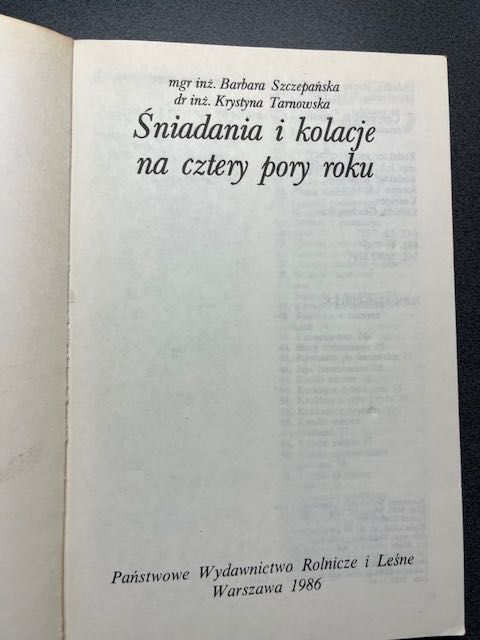 mgr inż. Barbara Szczepańska
dr inż. Krystyna Tarnowska
Śniadania i kolacje
na cztery pory roku
Państwowe Wydawnictwo Rolnicze i Leśne
Warszawa 1986